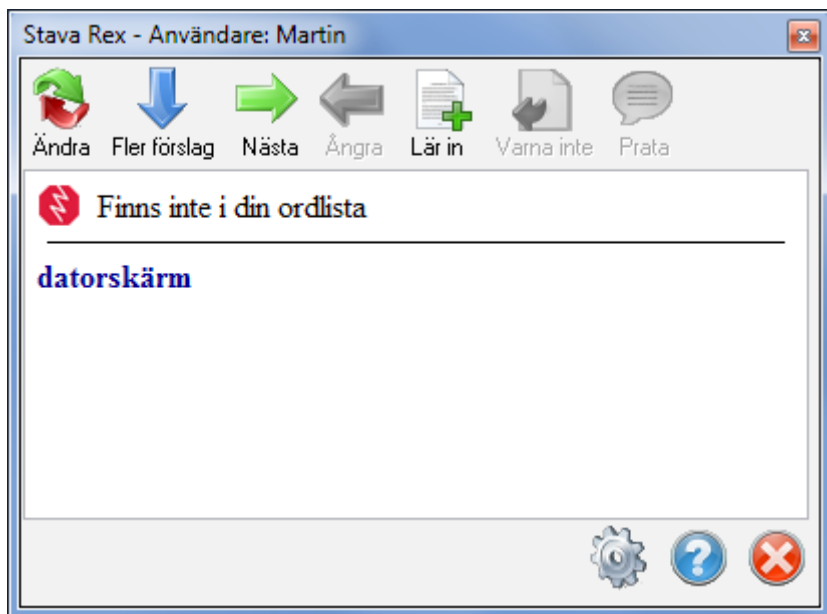 Stava Rex - Användare: Martin
Ändra Fler förslag Nästa Ångra Lär in Varna inte Prata
Finns inte i din ordlista
datorskärm